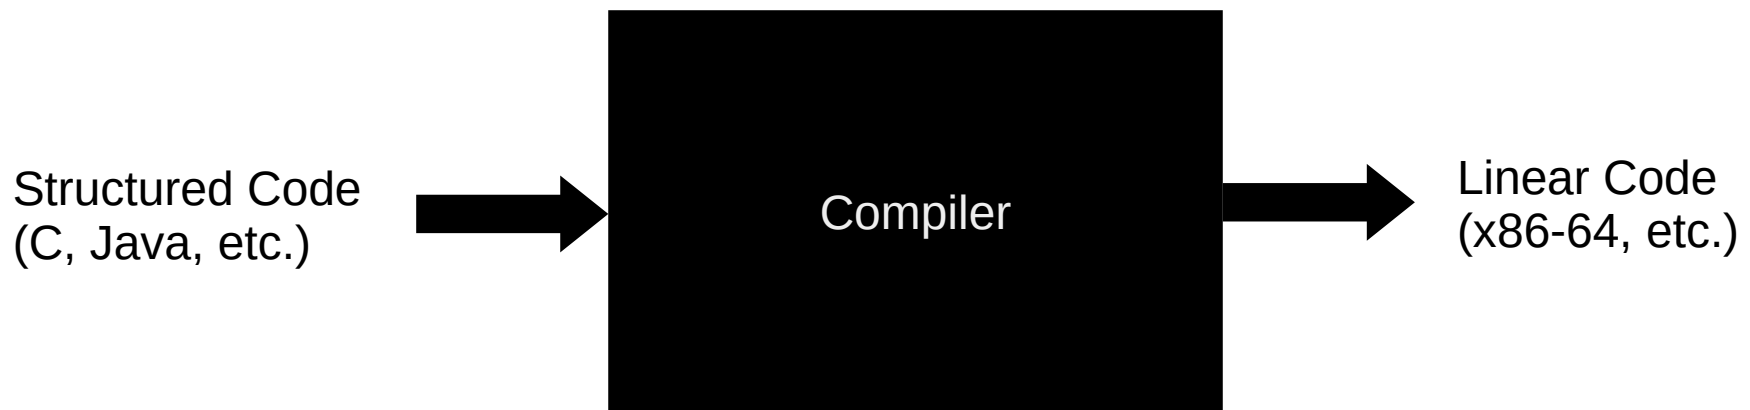 Structured Code
(C, Java, etc.)
Compiler
Linear Code
(x86-64, etc.)